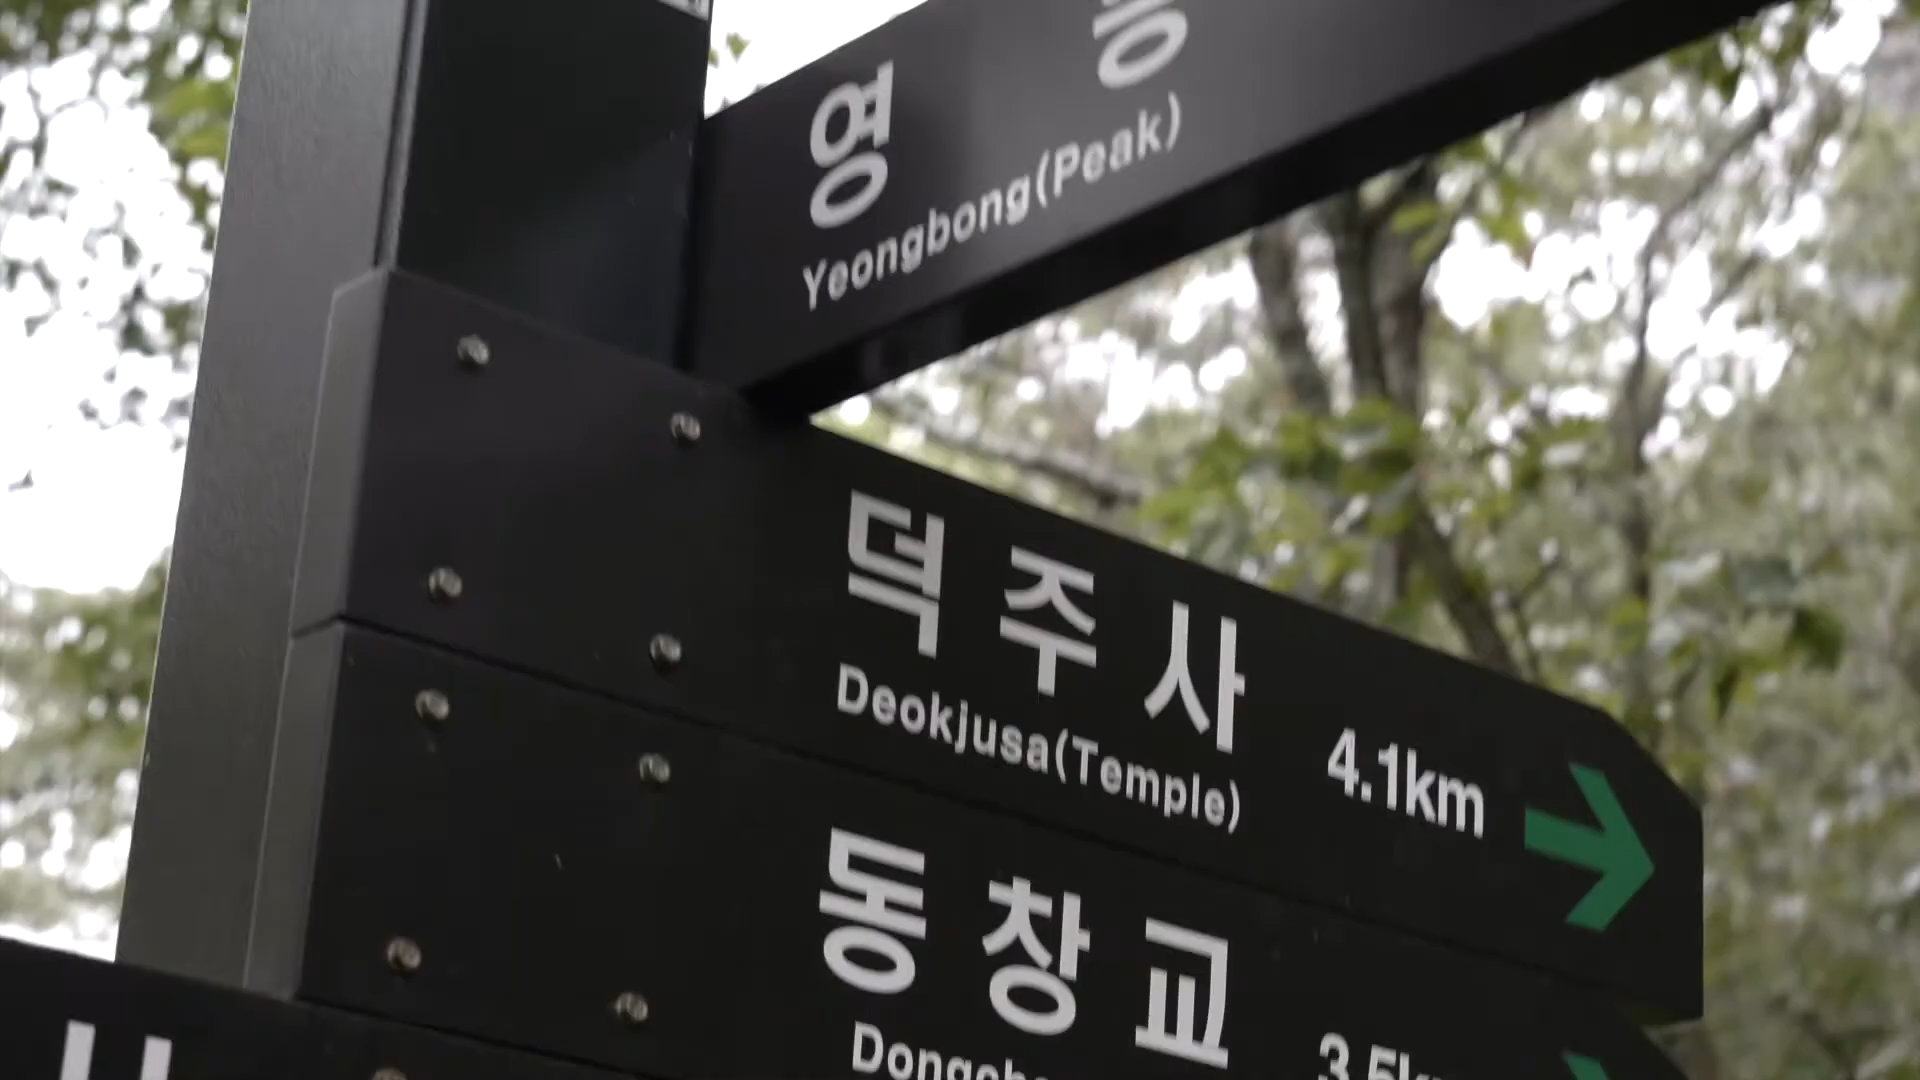 영
Yeongbong(Peak)
덕주사
Deokjusa(Temple)
4.1km
동창교